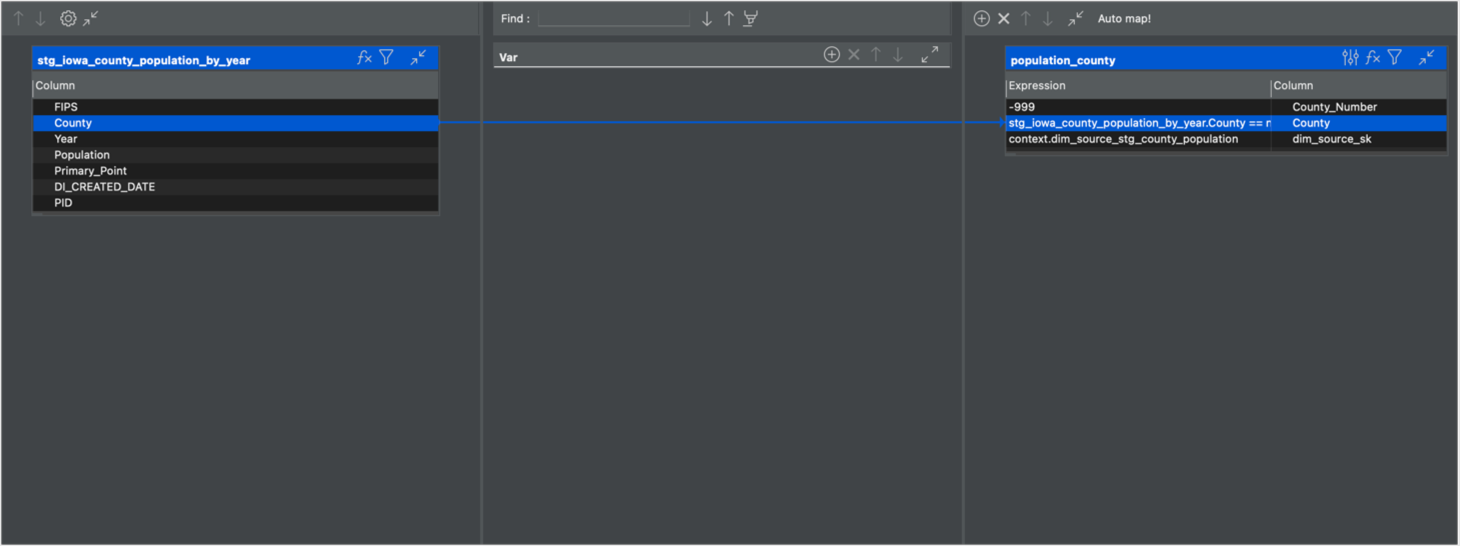 Find :
Auto map!
stg_iowa_county_population_by_year
Column
FIPS
County
Year
Population
Primary_Point
DI_CREATED_DATE
PID
Var
population_county
Expression Column
-999 County_Number
stg_iowa_county_population_by_year.County == County
context.dim_source_stg_county_population dim_source_sk